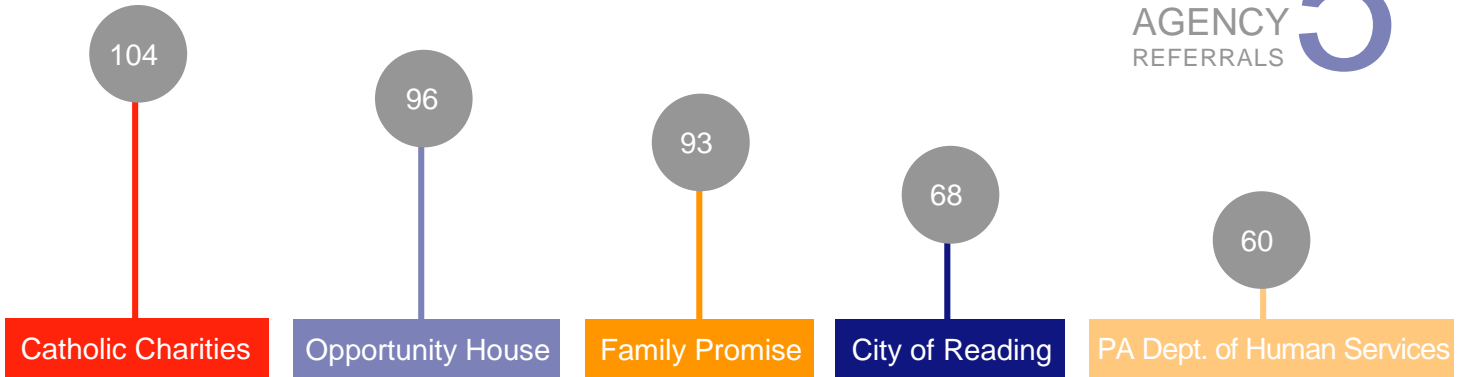 AGENCY
REFERRALS
104
96
93
68
60
Catholic Charities
Opportunity House
Family Promise
City of Reading
PA Dept. of Human Services